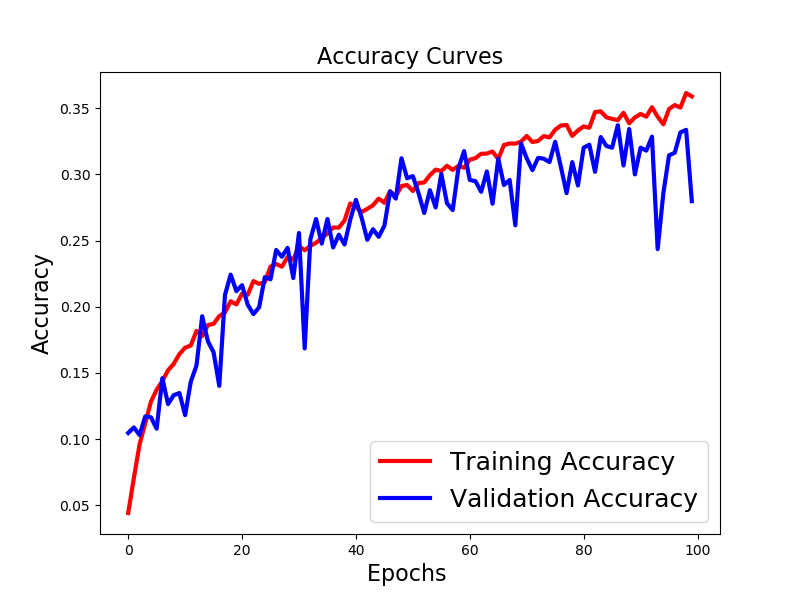 Accuracy Curves
Accuracy
0.35
0.30
0.25
0.20
0.15
0.10
0.05
Training Accuracy
Validation Accuracy
0
20
40
60
80
100
Epochs